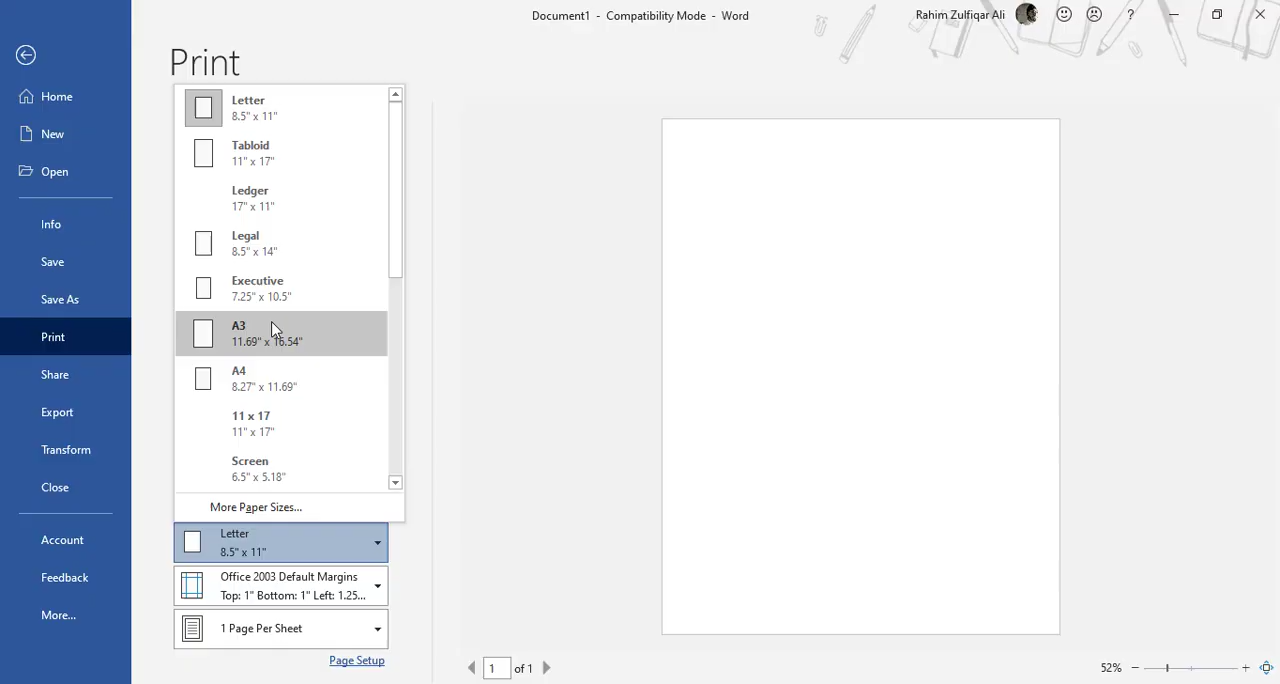 Document1 - Compatibility Mode - Word
Rahim Zulfiqar Ali
?
Home
New
Open
Info
Save
Save As
Print
Share
Export
Transform
Close
Account
Feedback
More...
Print
Letter
8.5" x 11"
Tabloid
11" x 17"
Ledger
17" x 11"
Legal
8.5" x 14"
Executive
7.25" x 10.5"
A3
11.69" x 16.54"
A4
8.27" x 11.69"
11 x 17
11" x 17"
Screen
6.5" x 5.18"
More Paper Sizes...
Letter
8.5" x 11"
Office 2003 Default Margins
Top: 1" Bottom: 1" Left: 1.25...
1 Page Per Sheet
Page Setup
1 of 1
52%